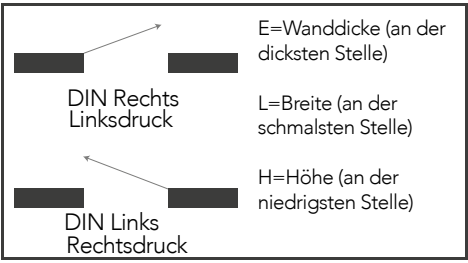 DIN Rechts
Linksdruck
DIN Links
Rechtsdruck
E=Wanddicke (an der
dicksten Stelle)
L=Breite (an der
schmalsten Stelle)
H=Höhe (an der
niedrigsten Stelle)